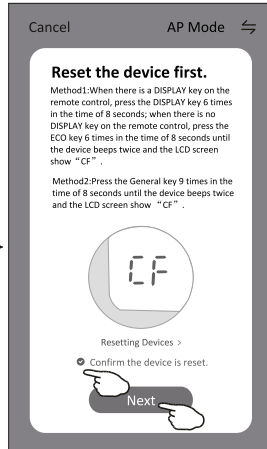 Cancel AP Mode
Reset the device first.
Method1:When there is a DISPLAY key on the
remote control, press the DISPLAY key 6 times
in the time of 8 seconds; when there is no
DISPLAY key on the remote control, press the
ECO key 6 times in the time of 8 seconds until
the device beeps twice and the LCD screen
show “CF”.
Method2:Press the General key 9 times in the
time of 8 seconds until the device beeps twice
and the LCD screen show “CF”.
CF
Resetting Devices >
Confirm the device is reset.
Next